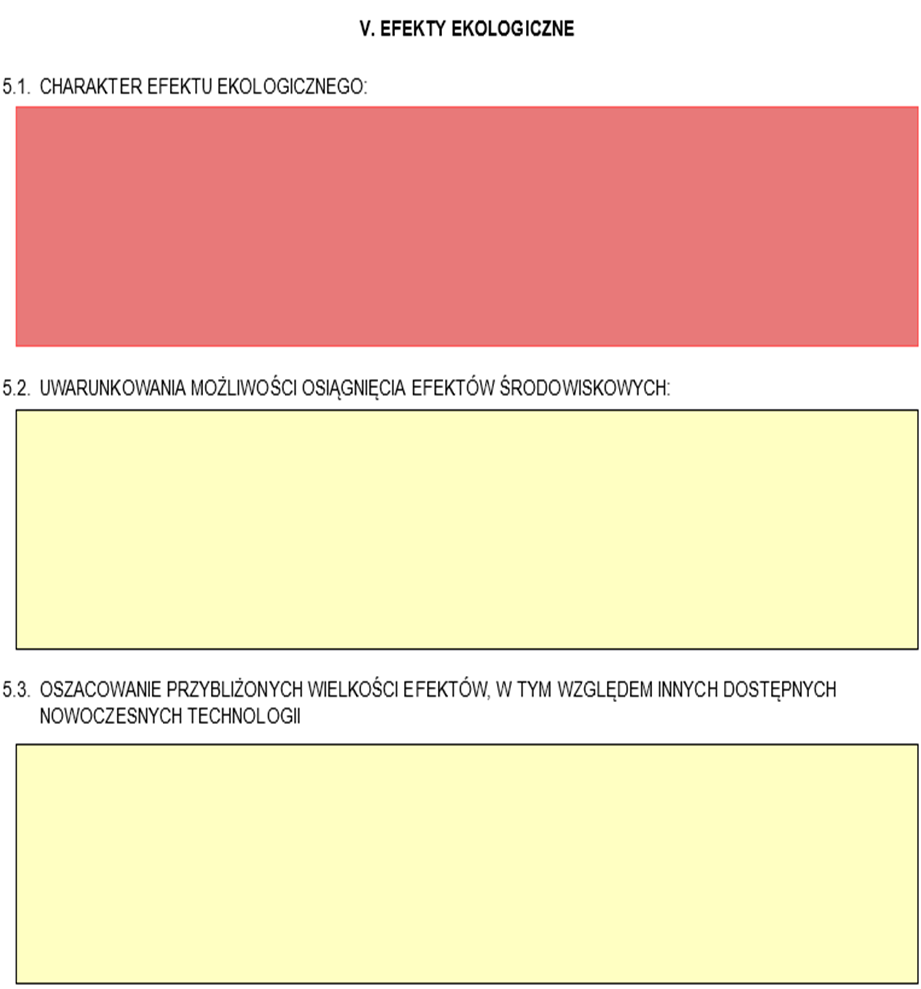 V. EFEKTY EKOLOGICZNE
5.1. CHARAKTER EFEKTU EKOLOGICZNEGO:
5.2. UWARUNKOWANIA MOŻLIWOŚCI OSIĄGNIĘCIA EFEKTÓW ŚRODOWISKOWYCH:
5.3. OSZACOWANIE PRZYBLIŻONYCH WIELKOŚCI EFEKTÓW, W TYM WZGLĘDEM INNYCH DOSTĘPNYCH
NOWOCZESNYCH TECHNOLOGII